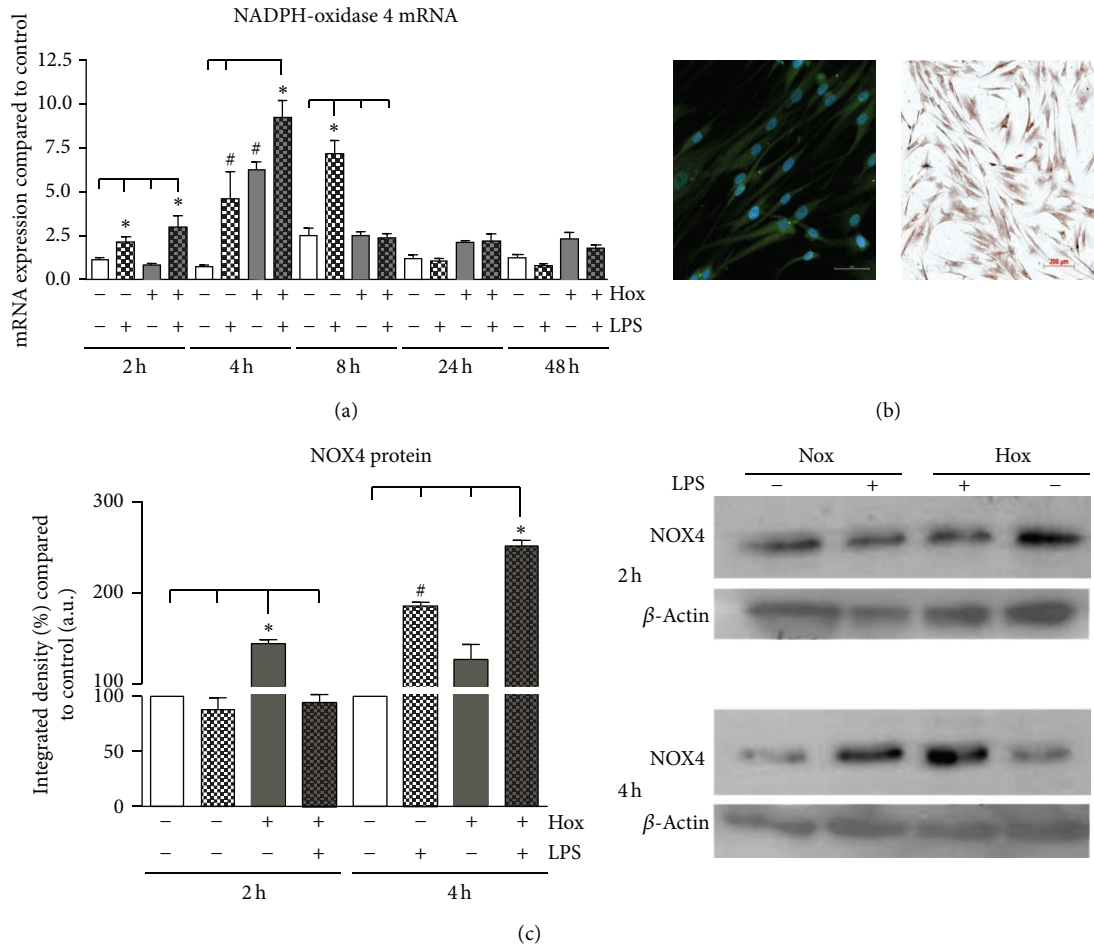 NADPH-oxidase 4 mRNA
mRNA expression compared to control
12.5
10.0
7.5
5.0
2.5
0.0
* * # # * *
− − + + − − + + − − + + − − + + − − + + Hox
− + − + − + − + − + − + − + − + − + − + LPS
2 h 4 h 8 h 24 h 48 h
(a)
200 μm
(b)
NOX4 protein
Integrated density (%) compared
to control (a.u.)
300
200
100
100
50
0
* # *
− − + + − − + + Hox
− − − + − + − + LPS
2 h 4 h
Nox Hox
LPS − + + −
NOX4
2 h
β-Actin
NOX4
4 h
β-Actin
(c)